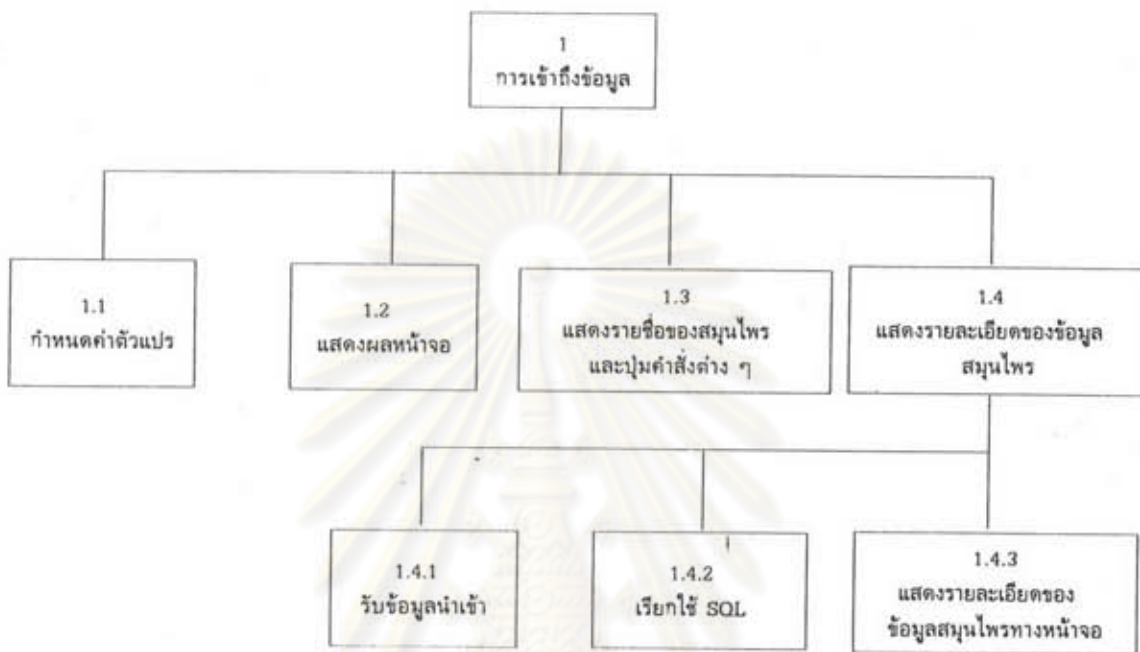 1
การเข้าถึงข้อมูล
1.1
กำหนดค่าตัวแปร
1.2
แสดงผลหน้าจอ
1.3
แสดงรายชื่อของสมุนไพร
และปุ่มคำสั่งต่าง ๆ
1.4
แสดงรายละเอียดของข้อมูล
สมุนไพร
1.4.1
รับข้อมูลนำเข้า
1.4.2
เรียกใช้ SQL
1.4.3
แสดงรายละเอียดของ
ข้อมูลสมุนไพรทางหน้าจอ